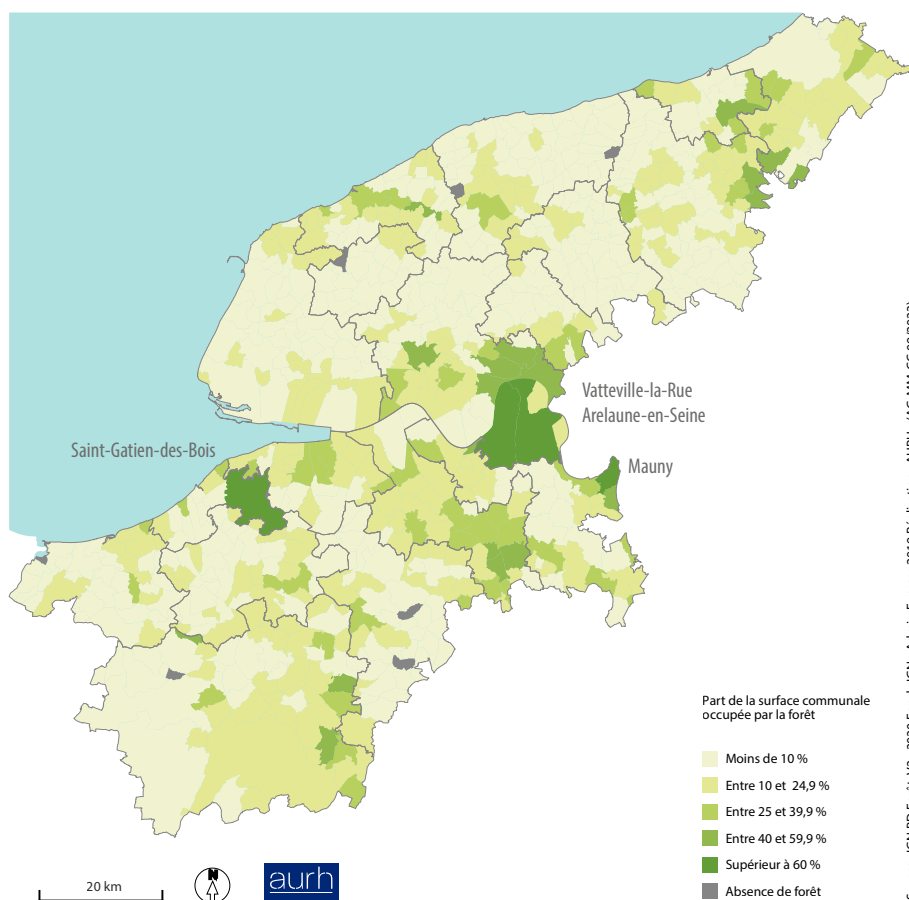 Vatteville-la-Rue
Arelaune-en-Seine
Saint-Gatien-des-Bois
Mauny
Part de la surface communale
occupée par la forêt
Moins de 10 %
Entre 10 et 24,9 %
Entre 25 et 39,9 %
Entre 40 et 59,9 %
Supérieur à 60 %
Absence de forêt
20 km
N
aurh